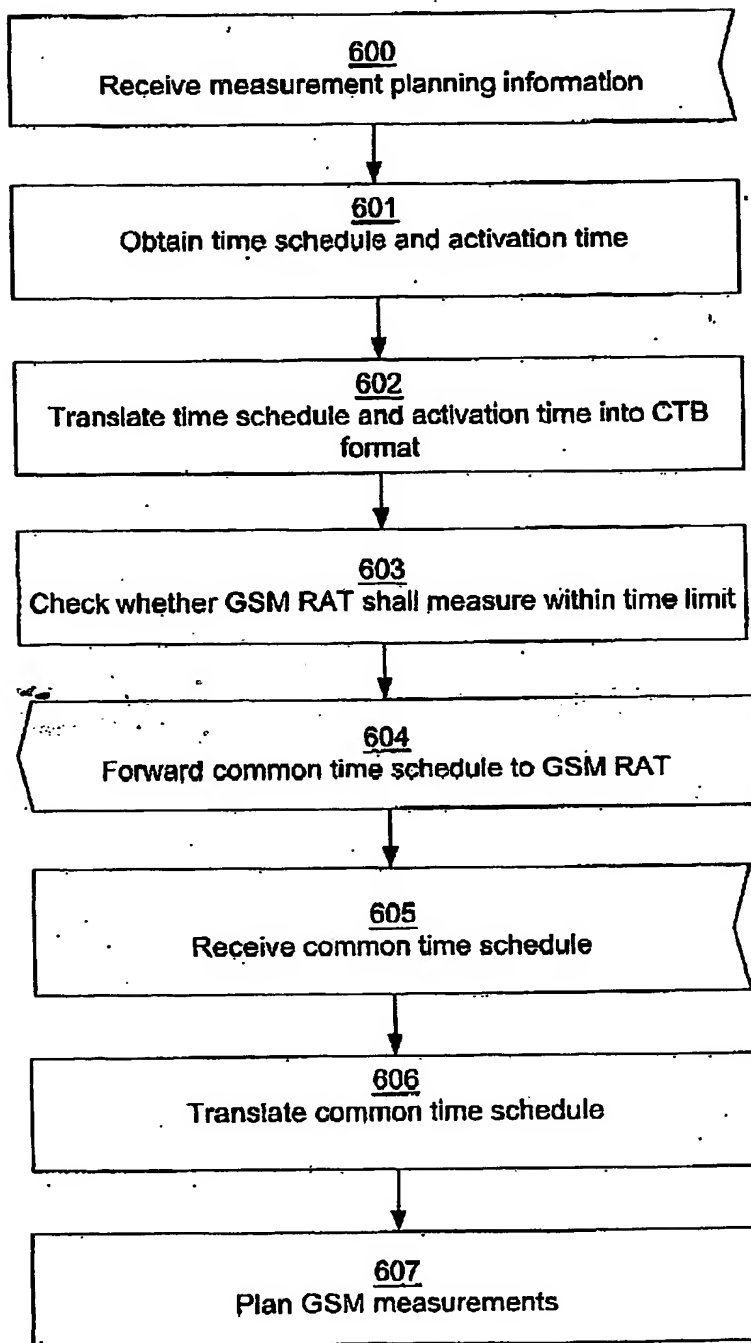 600
Receive measurement planning information
601
Obtain time schedule and activation time
602
Translate time schedule and activation time into CTB
format
603
Check whether GSM RAT shall measure within time limit
604
Forward common time schedule to GSM RAT
605
Receive common time schedule
606
Translate common time schedule
607
Plan GSM measurements